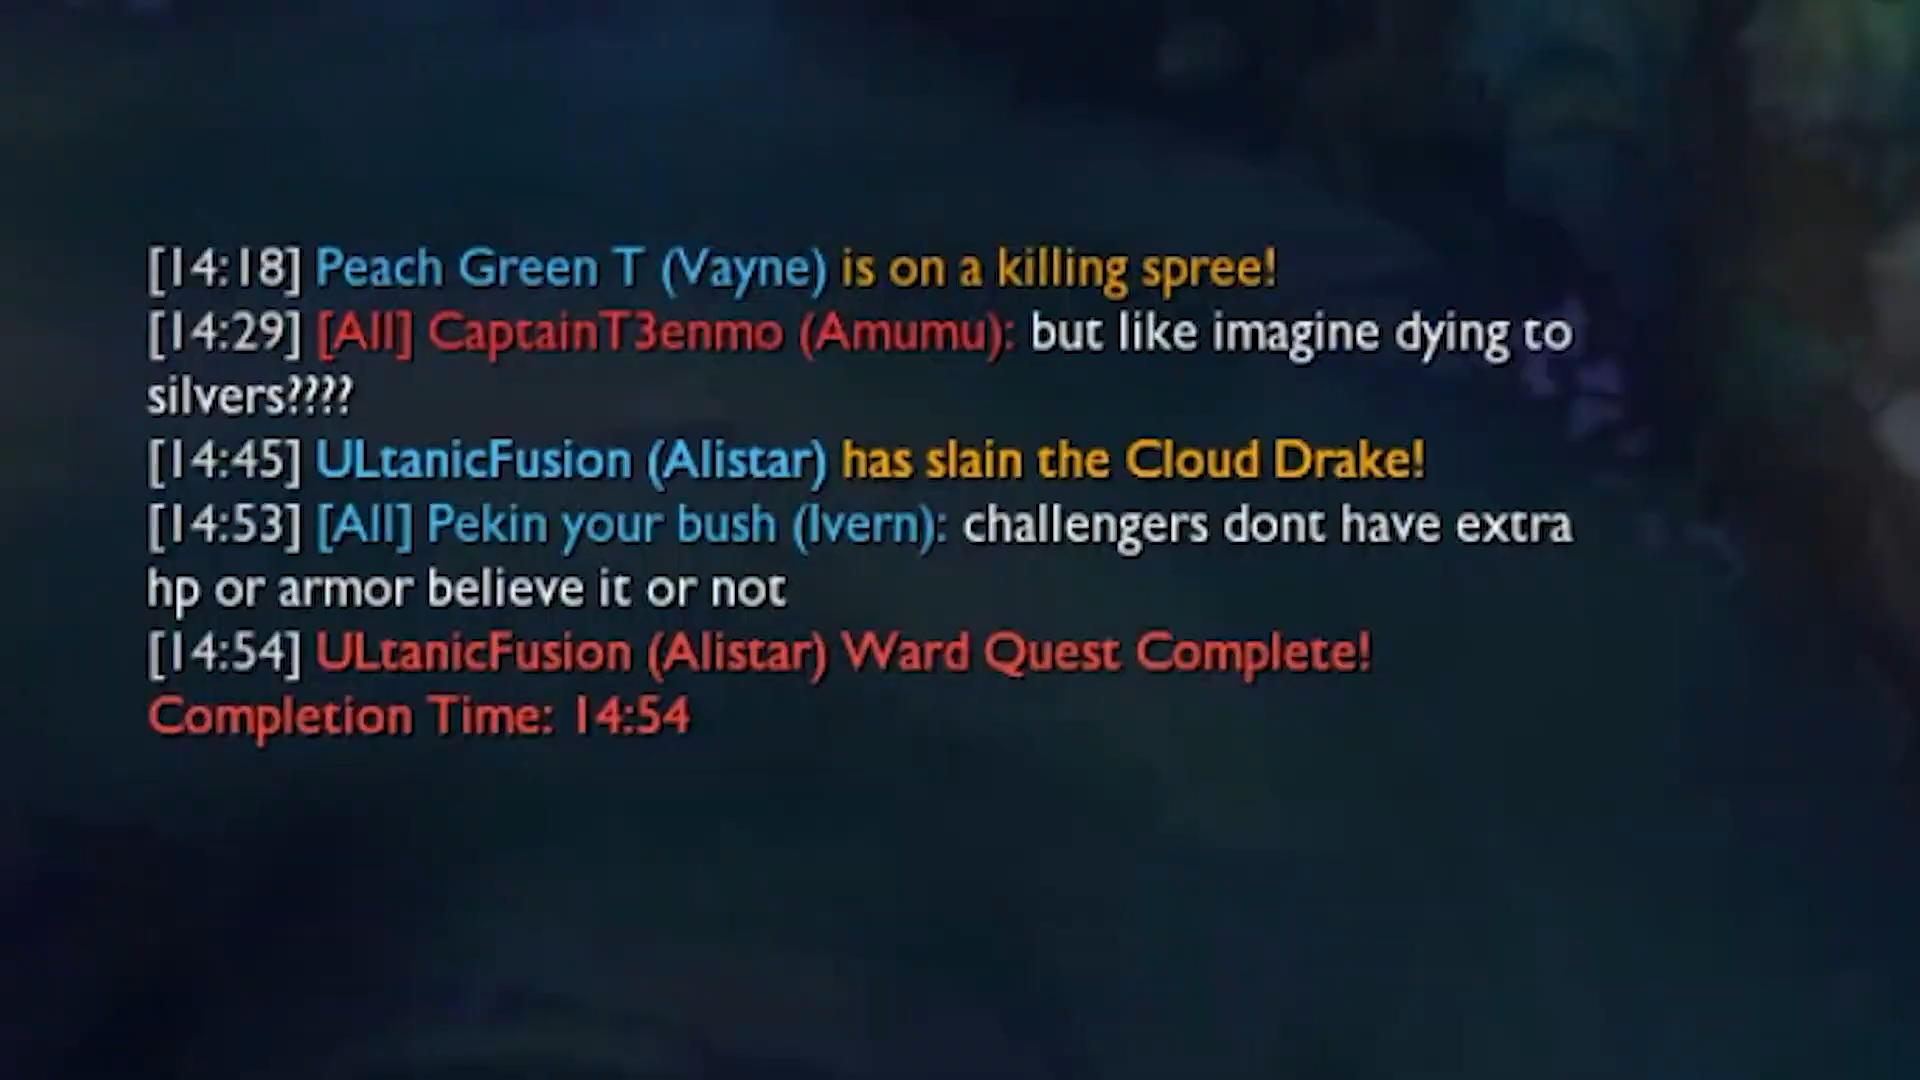 [14:18] Peach Green T (Vayne) is on a killing spree!
[14:29] [All] CaptainT3enmo (Amumu): but like imagine dying to
silvers????
[14:45] ULtanicFusion (Alistar) has slain the Cloud Drake!
[14:53] [All] Pekin your bush (Ivern): challengers dont have extra
hp or armor believe it or not
[14:54] ULtanicFusion (Alistar) Ward Quest Complete!
Completion Time: 14:54